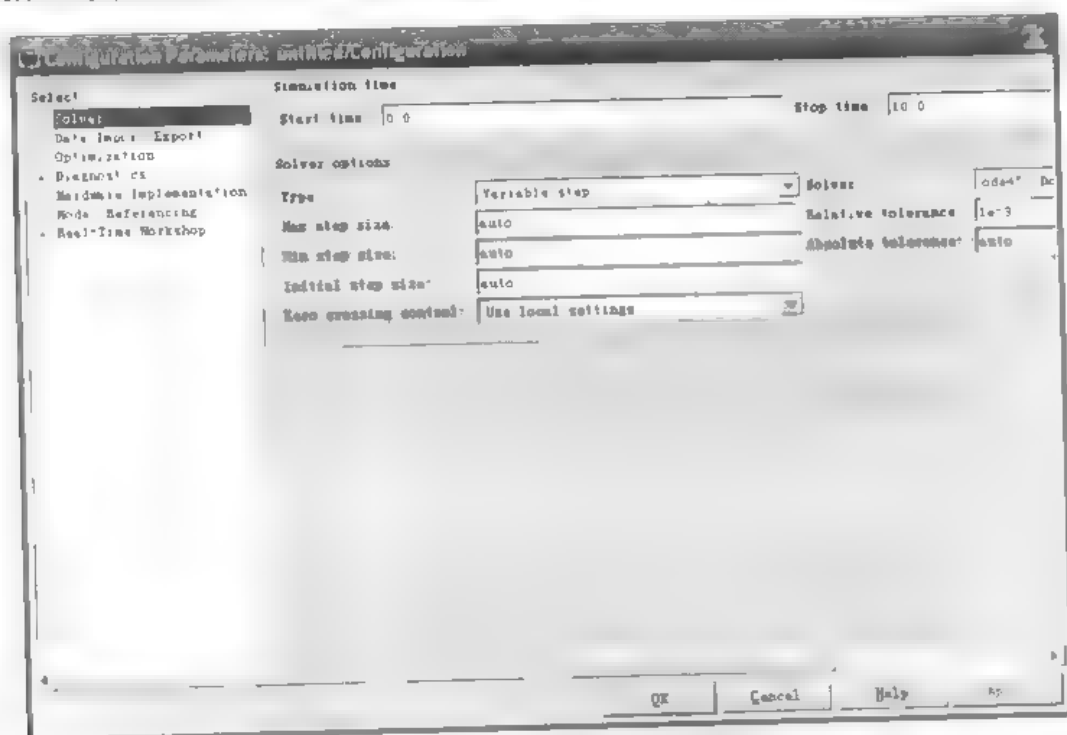 Configuration Parameters: untitled/Configuration
Select
Solver
Data Import Export
Optimization
Diagnostics
Hardware Implementation
Model Referencing
Real-Time Workshop
Simulation time
Start time 0 0
Stop time 10 0
Solver options
Type Variable step
Solver
Max step size: auto
Relative tolerance 1e-3
Min step size: auto
Absolute tolerance: auto
Initial step size: auto
Zero crossing control: Use local settings
OK Cancel Help